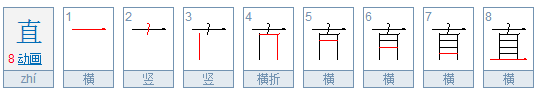 直 1 2 3 4 5 6 7 8
8 动画
zhí 横 竖 竖 横折 横 横 横 横